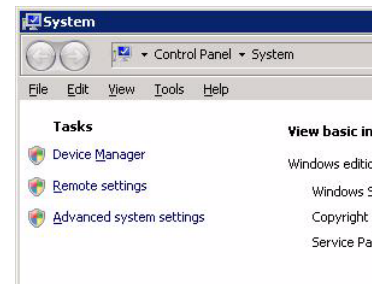 System
Control Panel System
File Edit View Tools Help
Tasks
Device Manager
Remote settings
Advanced system settings
View basic in
Windows editio
Windows S
Copyright
Service Pa